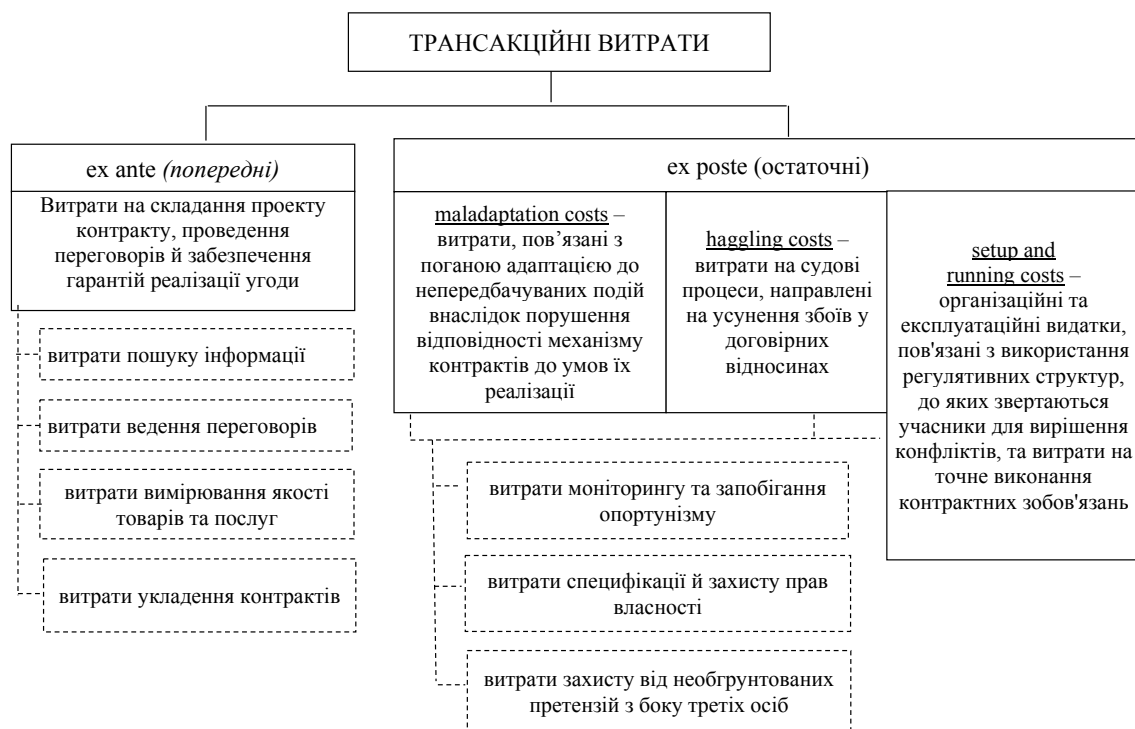 ТРАНСАКЦІЙНІ ВИТРАТИ
ex ante (попередні)
Витрати на складання проекту
контракту, проведення
переговорів й забезпечення
гарантій реалізації угоди
витрати пошуку інформації
витрати ведення переговорів
витрати вимірювання якості
товарів та послуг
витрати укладення контрактів
ex poste (остаточні)
maladaptation costs –
витрати, пов’язані з
поганою адаптацією до
непередбачуваних подій
внаслідок порушення
відповідності механізму
контрактів до умов їх
реалізації
haggling costs –
витрати на судові
процеси, направлені
на усунення збоїв у
договірних
відносинах
setup and
running costs –
організаційні та
експлуатаційні видатки,
пов'язані з використання
регулятивних структур,
до яких звертаються
учасники для вирішення
конфліктів, та витрати на
точне виконання
контрактних зобов'язань
витрати моніторингу та запобігання
опортунізму
витрати специфікації й захисту прав
власності
витрати захисту від необгрунтованих
претензій з боку третіх осіб